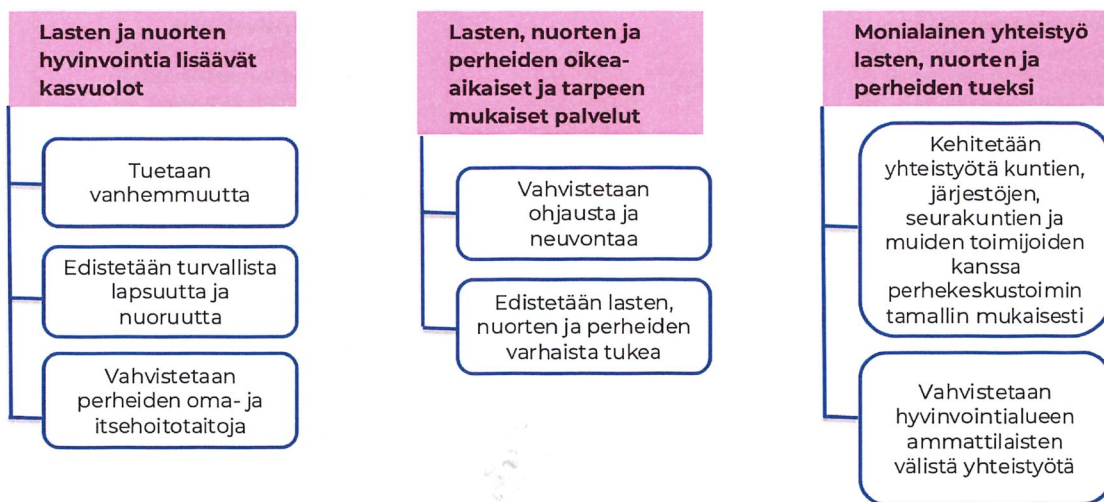 Lasten ja nuorten
hyvinvointia lisäävät
kasvuolot
Tuetaan
vanhemmuutta
Edistetään turvallista
lapsuutta ja
nuoruutta
Vahvistetaan
perheiden oma- ja
itsehoitotaitoja
Lasten, nuorten ja
perheiden oikea-
aikaiset ja tarpeen
mukaiset palvelut
Vahvistetaan
ohjausta ja
neuvontaa
Edistetään lasten,
nuorten ja perheiden
varhaista tukea
Monialainen yhteistyö
lasten, nuorten ja
perheiden tueksi
Kehitetään
yhteistyötä kuntien,
järjestöjen,
seurakuntien ja
muiden toimijoiden
kanssa
perhekeskustoimin
tamallin mukaisesti
Vahvistetaan
hyvinvointialueen
ammattilaisten
välistä yhteistyötä